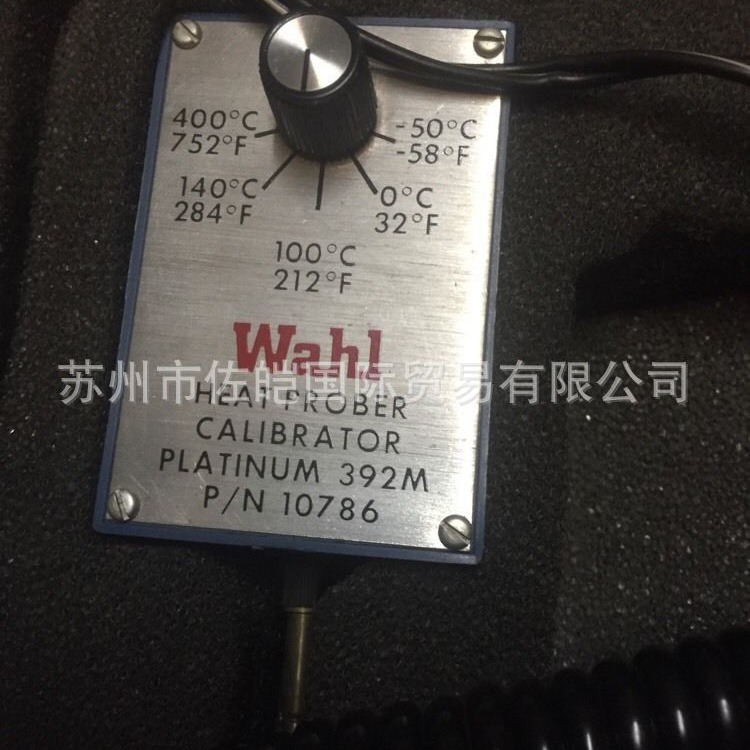 400°C
752°F
-50°C
-58°F
140°C
284°F
0°C
32°F
100°C
212°F
Wahl
苏州市佐皓国际贸易有限公司
HEAT-PROBER
CALIBRATOR
PLATINUM 392M
P/N 10786